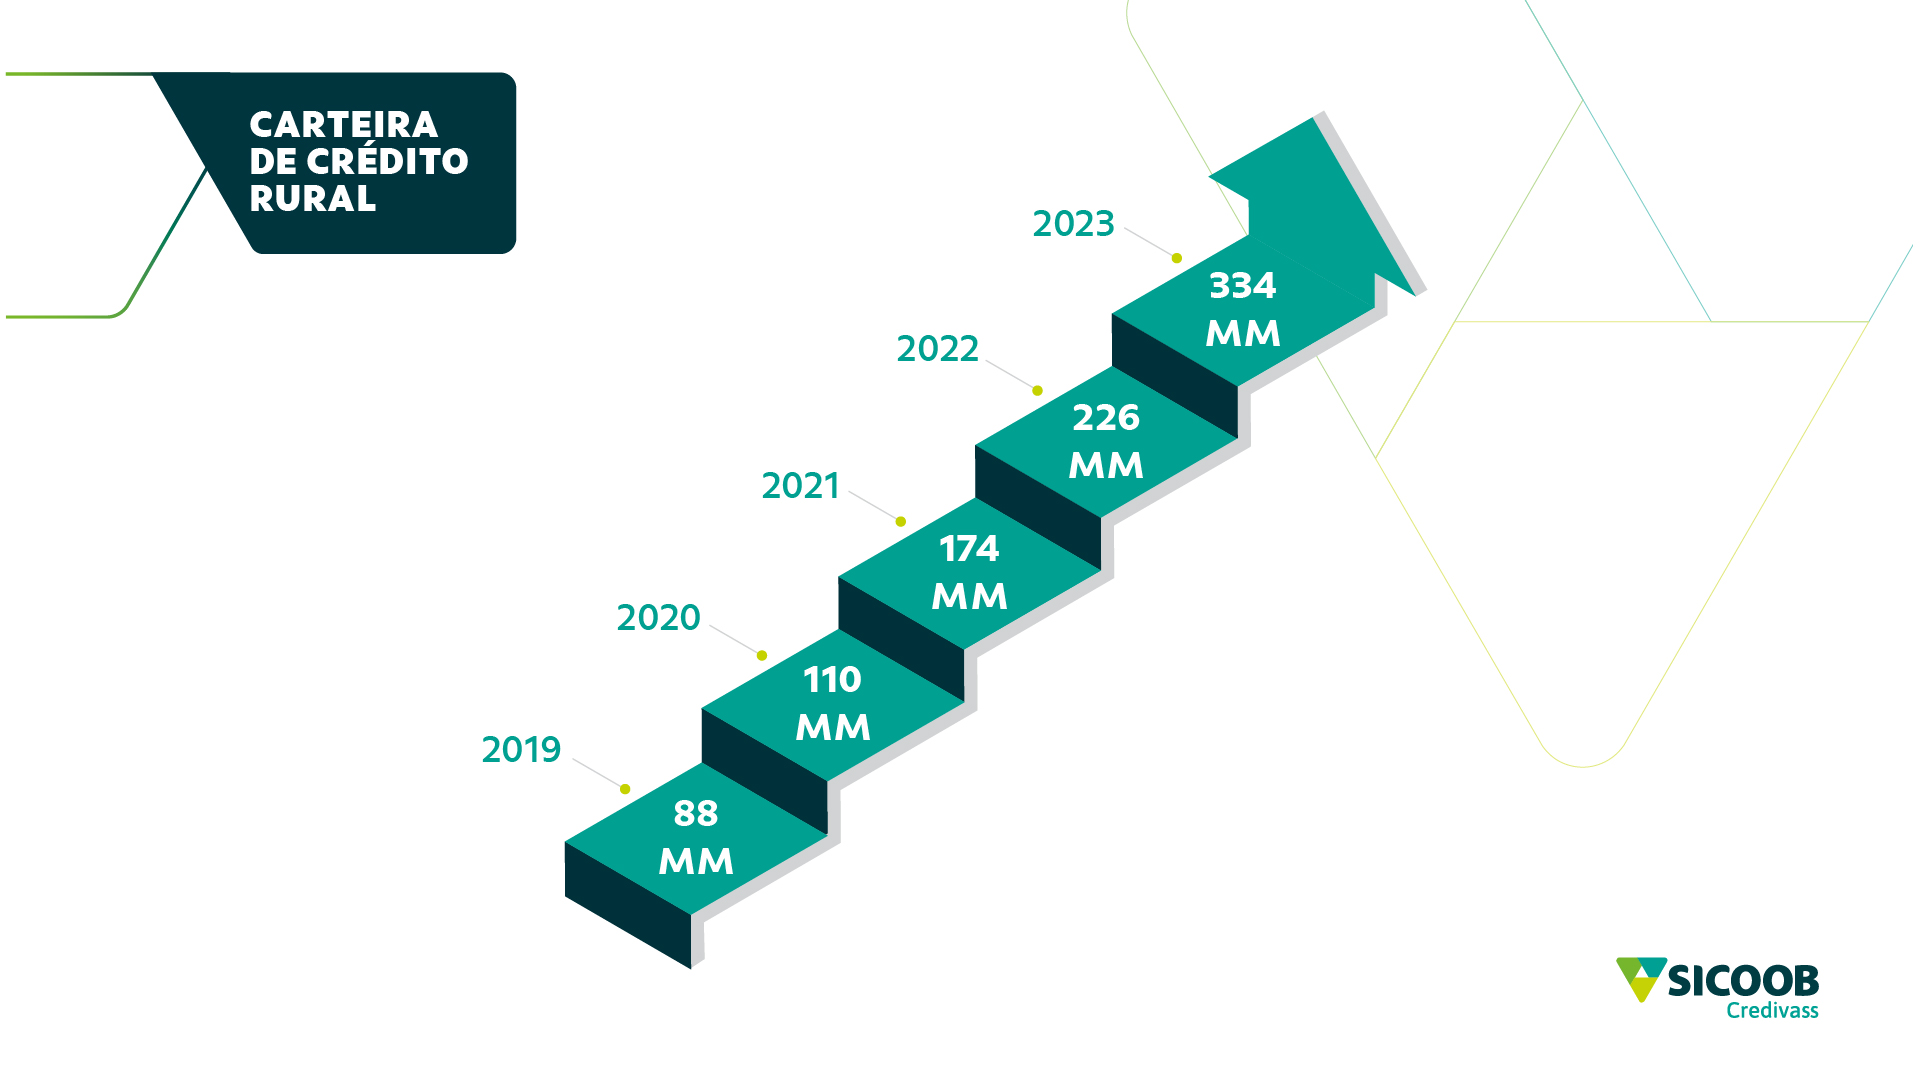 CARTEIRA
DE CRÉDITO
RURAL
2023
334
MM
2022
226
MM
2021
174
MM
2020
110
MM
2019
88
MM
SICOOB
Credivass